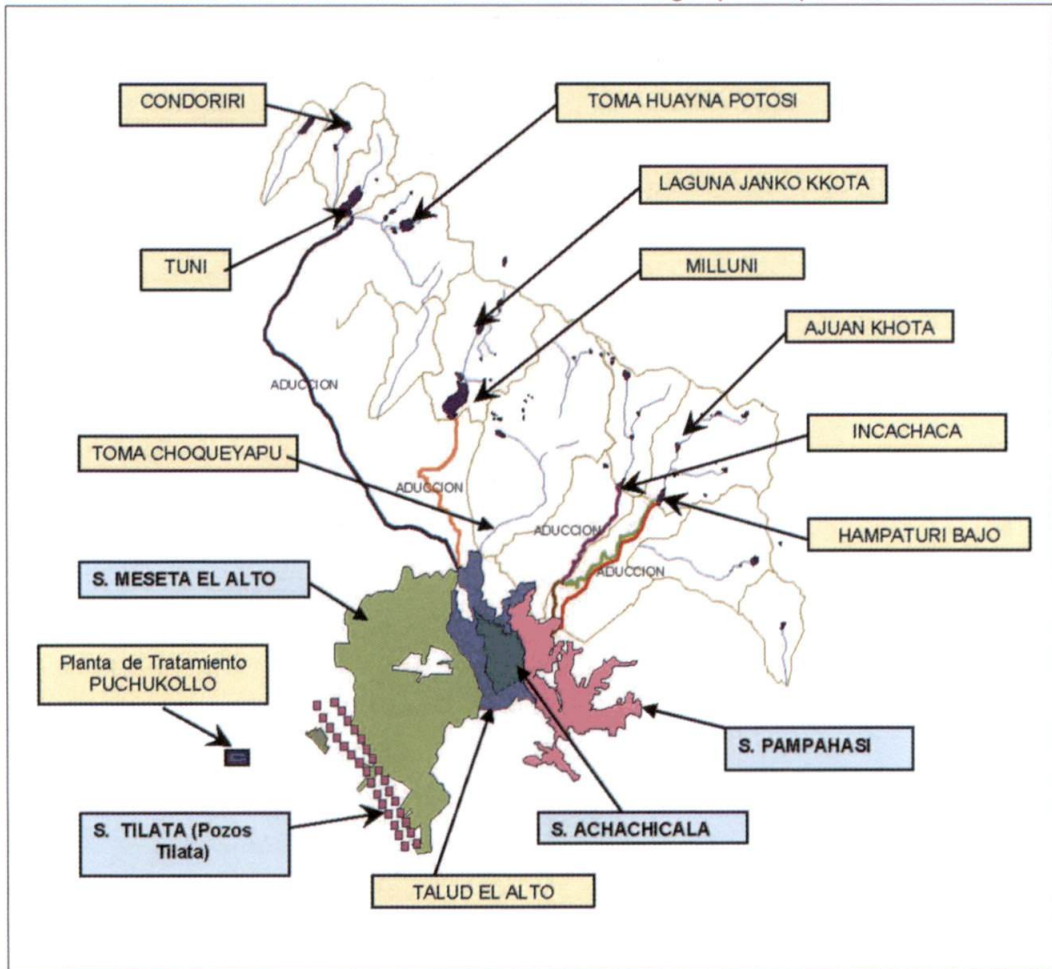 CONDORIRI
TOMA HUAYNA POTOSI
LAGUNA JANKO KKOTA
TUNI
MILLUNI
AJUAN KHOTA
ADUCCION
TOMA CHOQUEYAPU
INCACHACA
ADUCCION
ADUCCION
HAMPATURI BAJO
ADUCCION
S. MESETA EL ALTO
Planta de Tratamiento
PUCHUKOLLO
S. PAMPAHASI
S. TILATA (Pozos
Tilata)
S. ACHACHICALA
TALUD EL ALTO